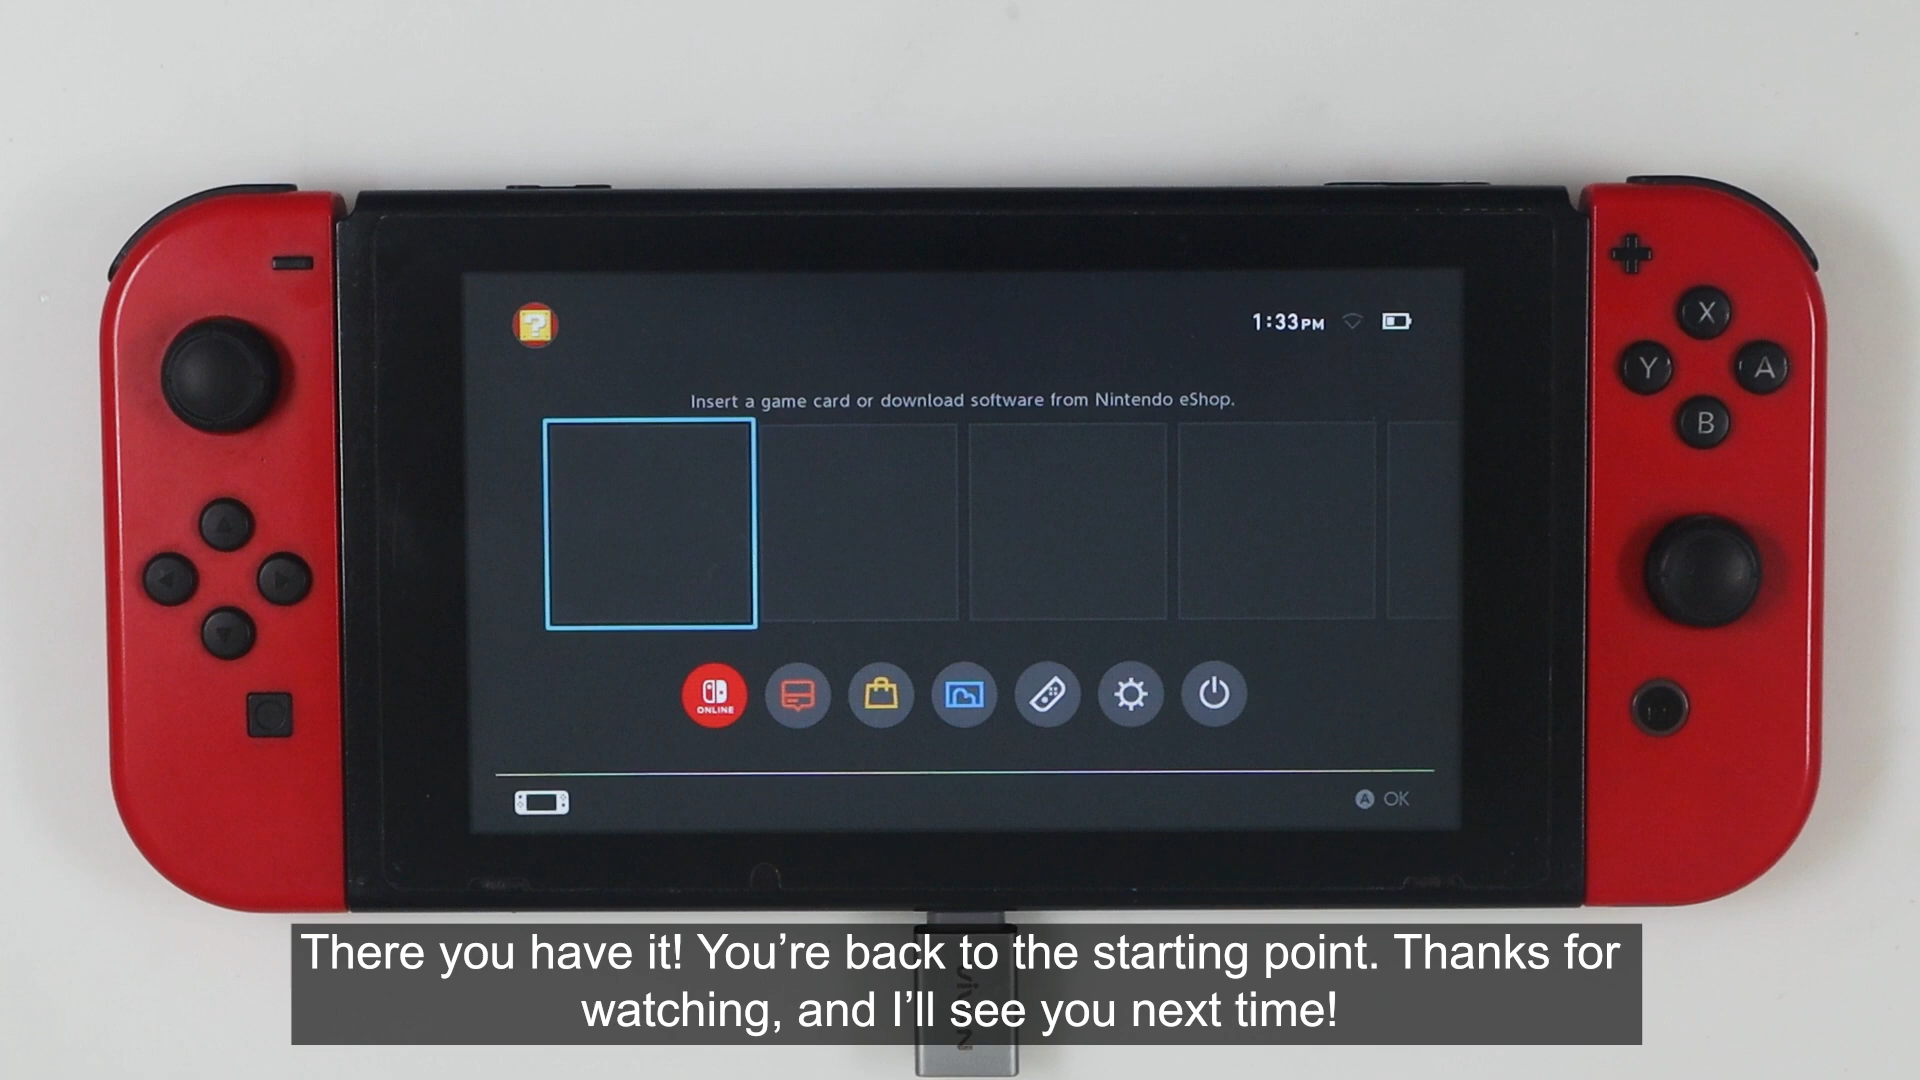 ?
1:33PM
Insert a game card or download software from Nintendo eShop.
ONLINE
A OK
X
Y
A
B
There you have it! You’re back to the starting point. Thanks for
watching, and I’ll see you next time!